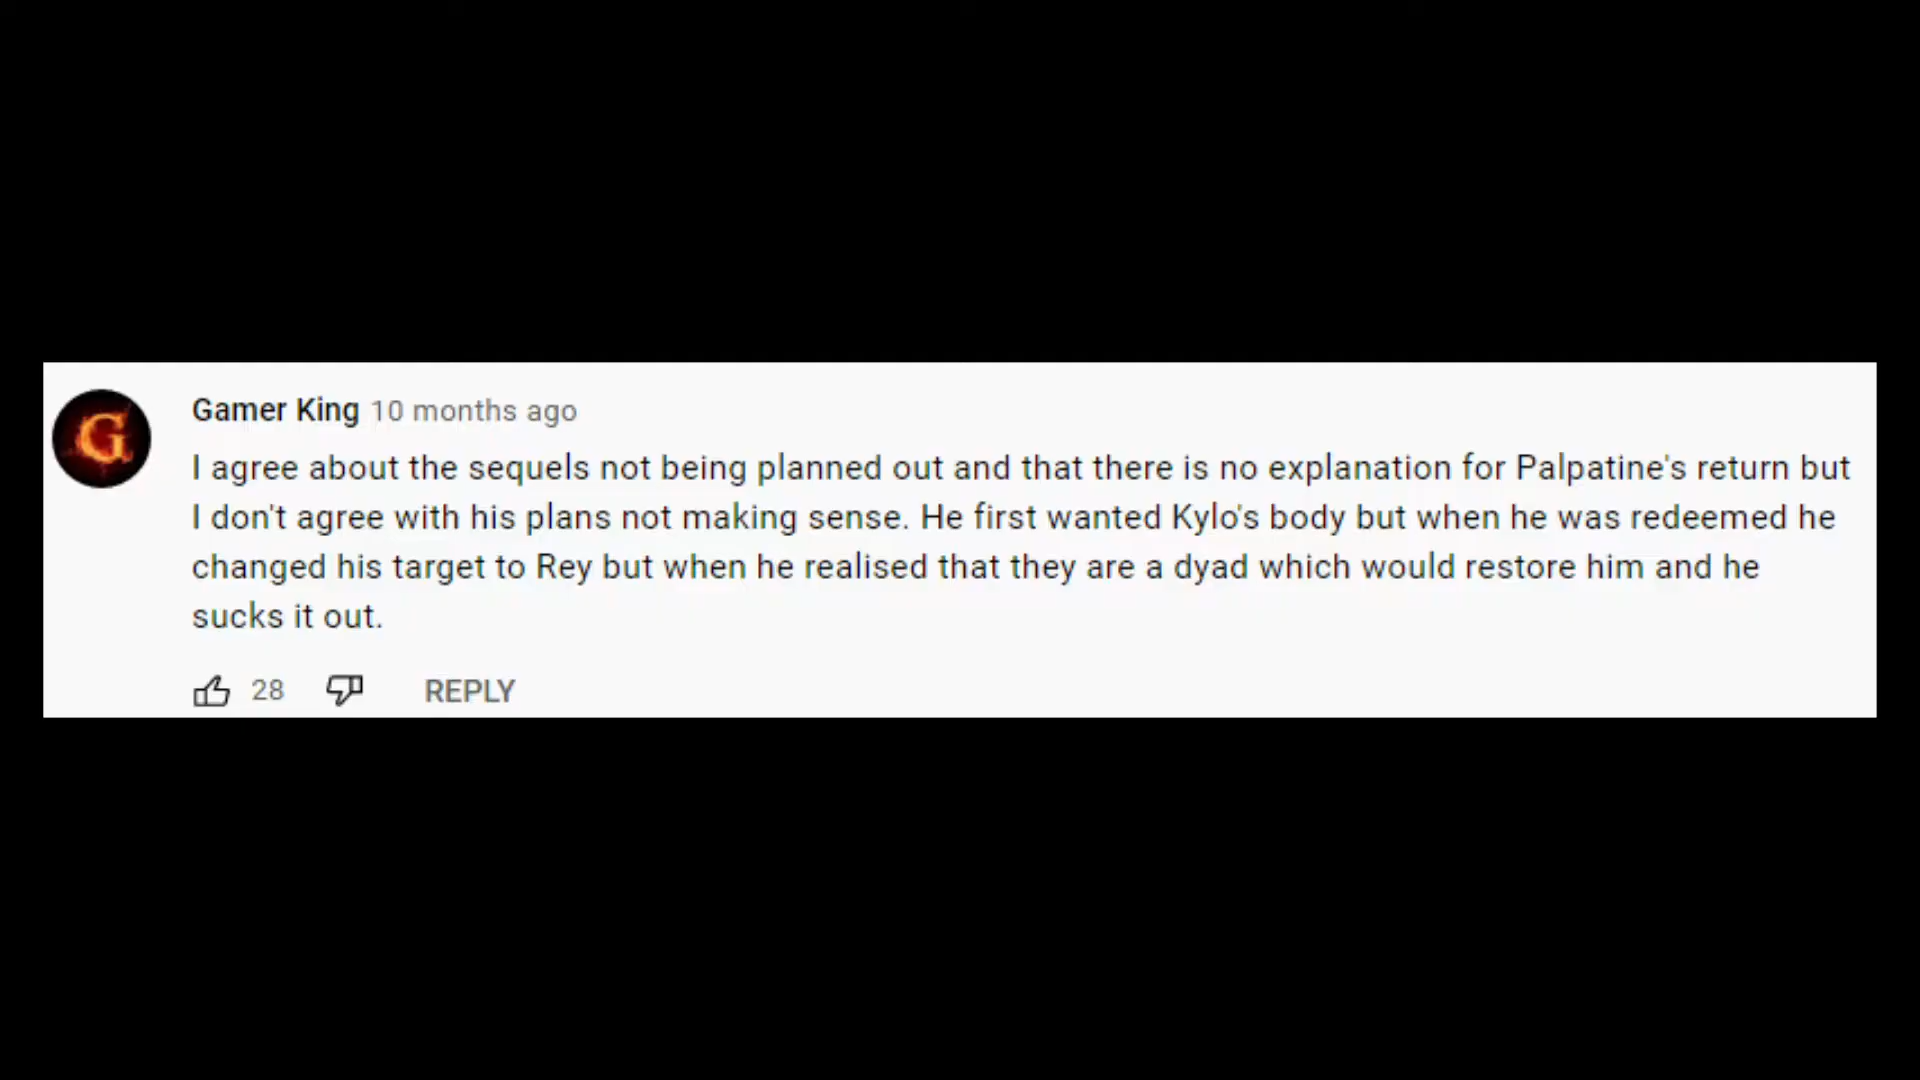 G
Gamer King 10 months ago
I agree about the sequels not being planned out and that there is no explanation for Palpatine's return but
I don't agree with his plans not making sense. He first wanted Kylo's body but when he was redeemed he
changed his target to Rey but when he realised that they are a dyad which would restore him and he
sucks it out.
28 REPLY